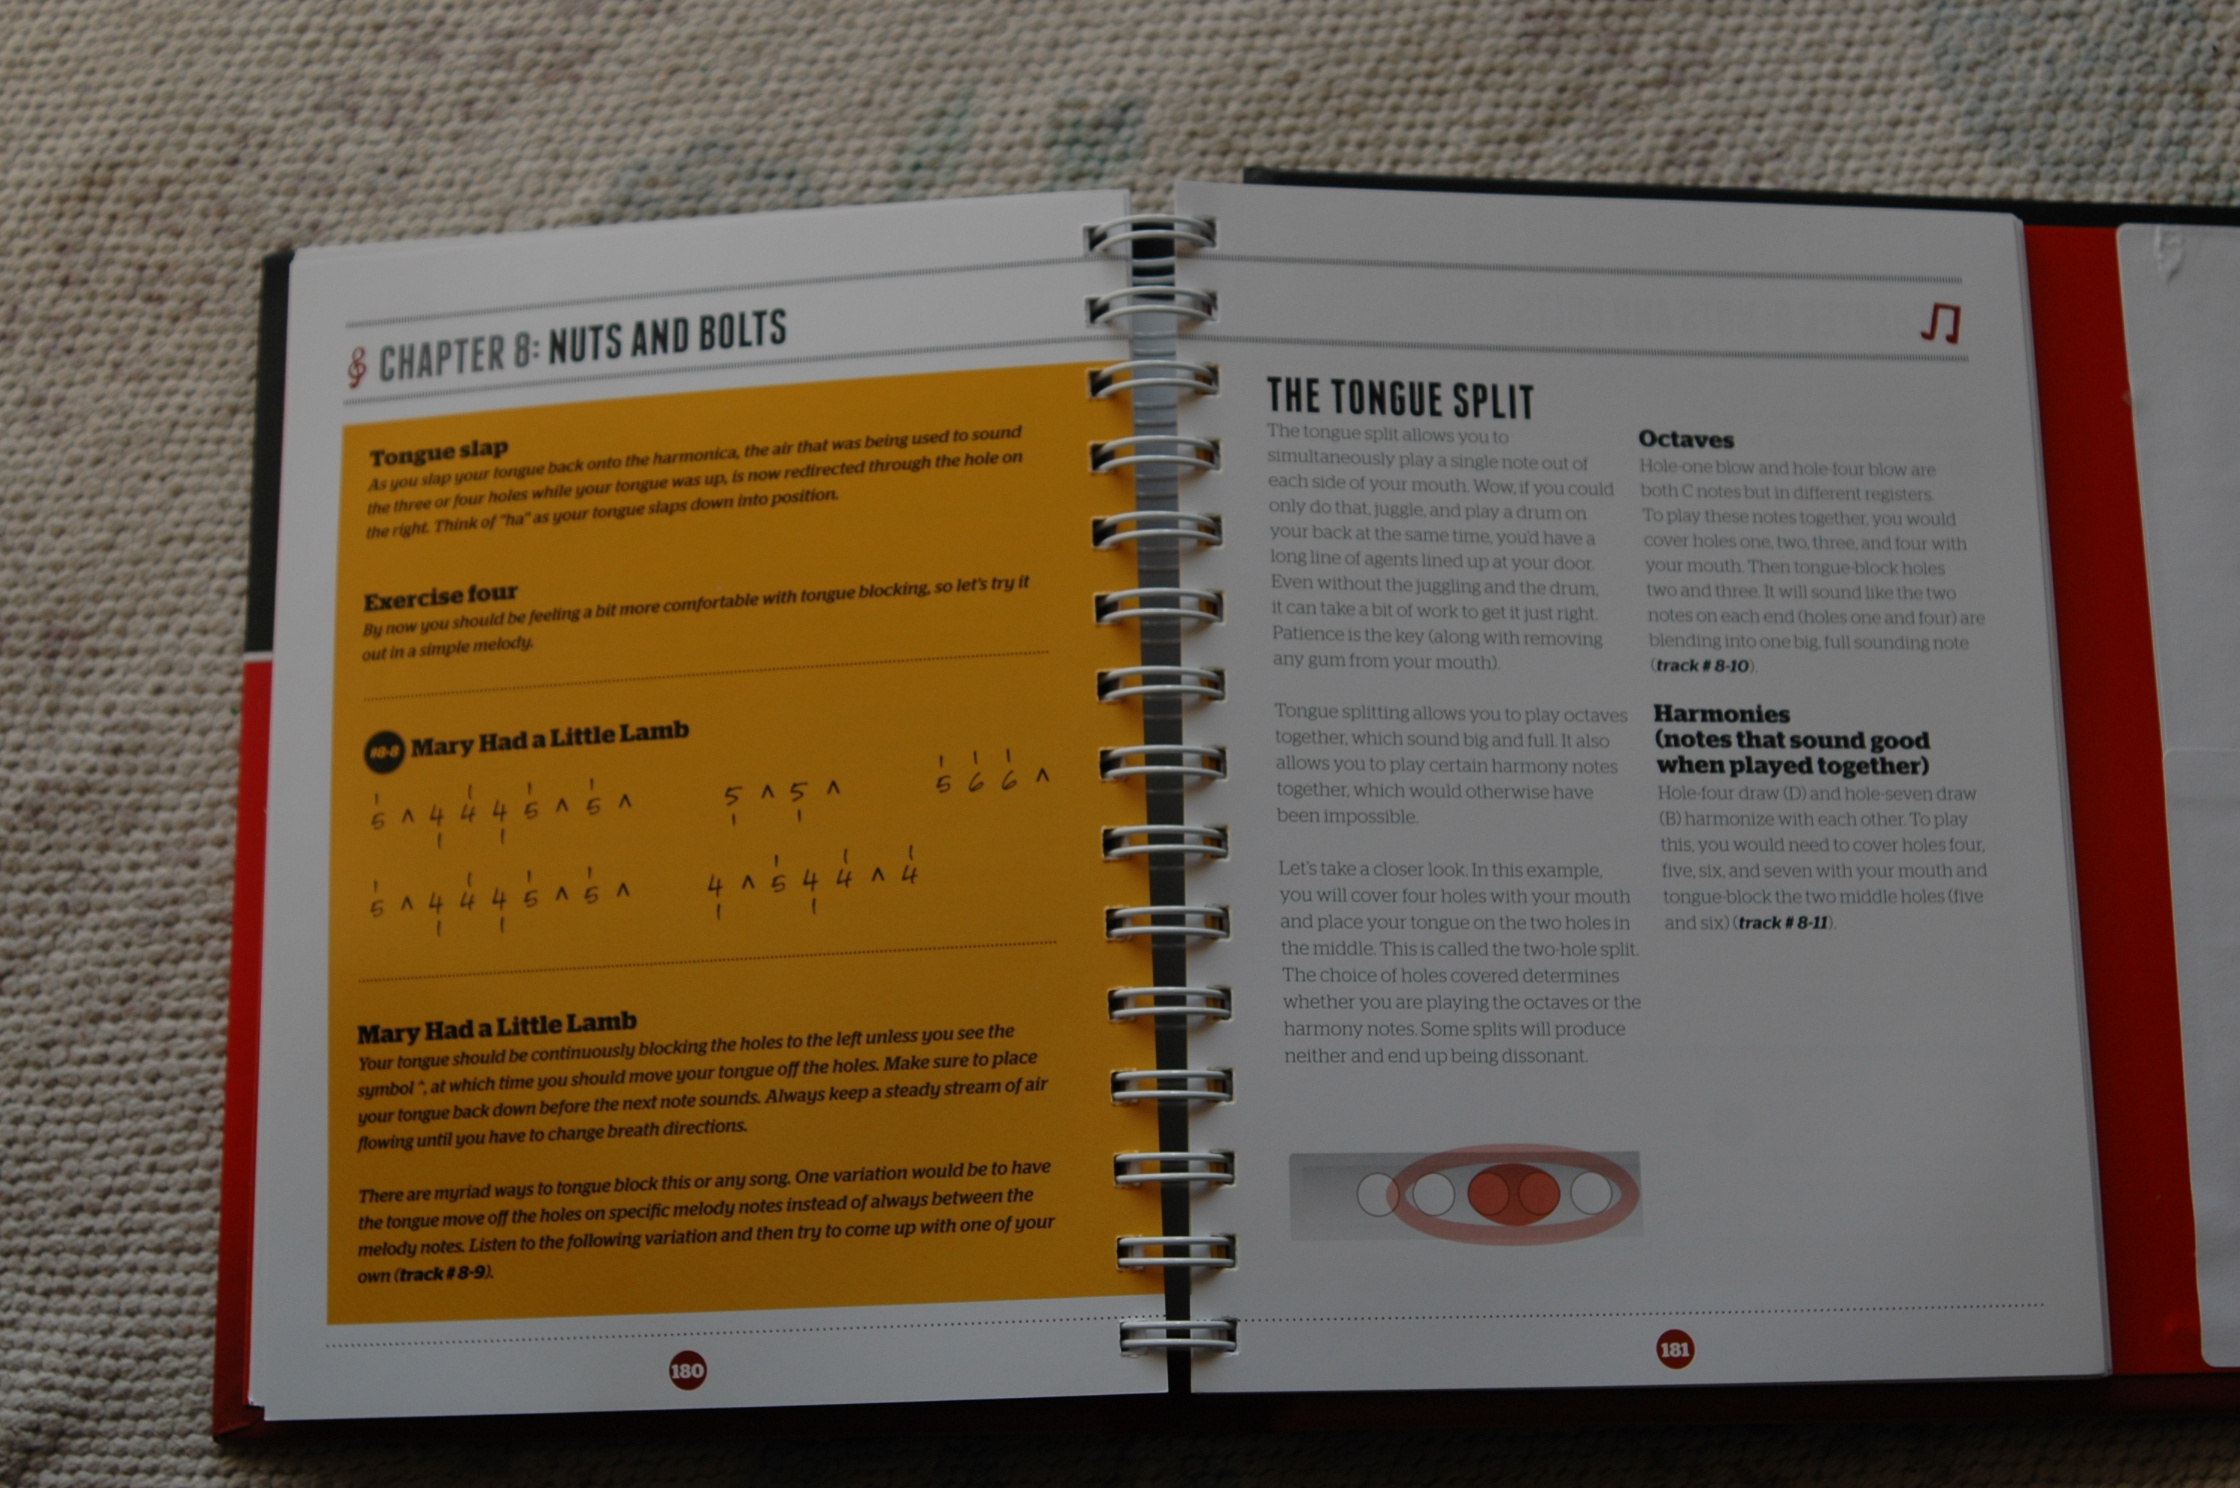 CHAPTER 8: NUTS AND BOLTS
Tongue slap
As you slap your tongue back onto the harmonica, the air that was being used to sound
the three or four holes while your tongue was up, is now redirected through the hole on
the right. Think of "ha" as your tongue slaps down into position.
Exercise four
By now you should be feeling a bit more comfortable with tongue blocking, so let's try it
out in a simple melody.
Mary Had a Little Lamb
5 ^ 4 4 4 5 ^ 5 ^ 5 ^ 5 ^ 5 6 6 ^
5 ^ 4 4 4 5 ^ 5 ^ 4 ^ 5 4 4 ^ 4
Mary Had a Little Lamb
Your tongue should be continuously blocking the holes to the left unless you see the
symbol ^, at which time you should move your tongue off the holes. Make sure to place
your tongue back down before the next note sounds. Always keep a steady stream of air
flowing until you have to change breath directions.
There are myriad ways to tongue block this or any song. One variation would be to have
the tongue move off the holes on specific melody notes instead of always between the
melody notes. Listen to the following variation and then try to come up with one of your
own (track # 8-9).
180
THE TONGUE SPLIT
The tongue split allows you to
simultaneously play a single note out of
each side of your mouth. Wow, if you could
only do that, juggle, and play a drum on
your back at the same time, you'd have a
long line of agents lined up at your door.
Even without the juggling and the drum,
it can take a bit of work to get it just right.
Patience is the key (along with removing
any gum from your mouth).
Tongue splitting allows you to play octaves
together, which sound big and full. It also
allows you to play certain harmony notes
together, which would otherwise have
been impossible.
Let's take a closer look. In this example,
you will cover four holes with your mouth
and place your tongue on the two holes in
the middle. This is called the two-hole split.
The choice of holes covered determines
whether you are playing the octaves or the
harmony notes. Some splits will produce
neither and end up being dissonant.
Octaves
Hole-one blow and hole-four blow are
both C notes but in different registers.
To play these notes together, you would
cover holes one, two, three, and four with
your mouth. Then tongue-block holes
two and three. It will sound like the two
notes on each end (holes one and four) are
blending into one big, full sounding note
(track # 8-10).
Harmonies
(notes that sound good
when played together)
Hole-four draw (D) and hole-seven draw
(B) harmonize with each other. To play
this, you would need to cover holes four,
five, six, and seven with your mouth and
tongue-block the two middle holes (five
and six) (track # 8-11).
181